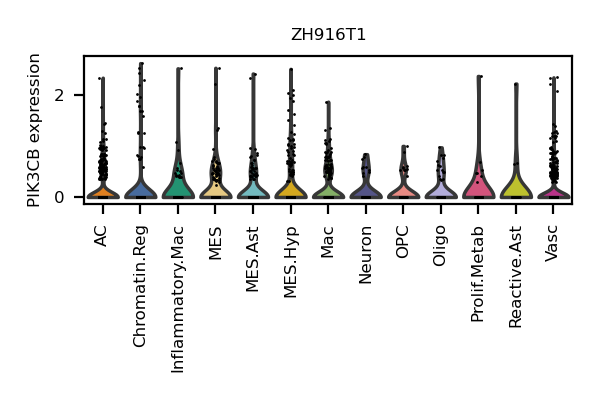 ZH916T1
PIK3CB expression
2
0
AC
Chromatin.Reg
Inflammatory.Mac
MES
MES.Ast
MES.Hyp
Mac
Neuron
OPC
Oligo
Prolif.Metab
Reactive.Ast
Vasc